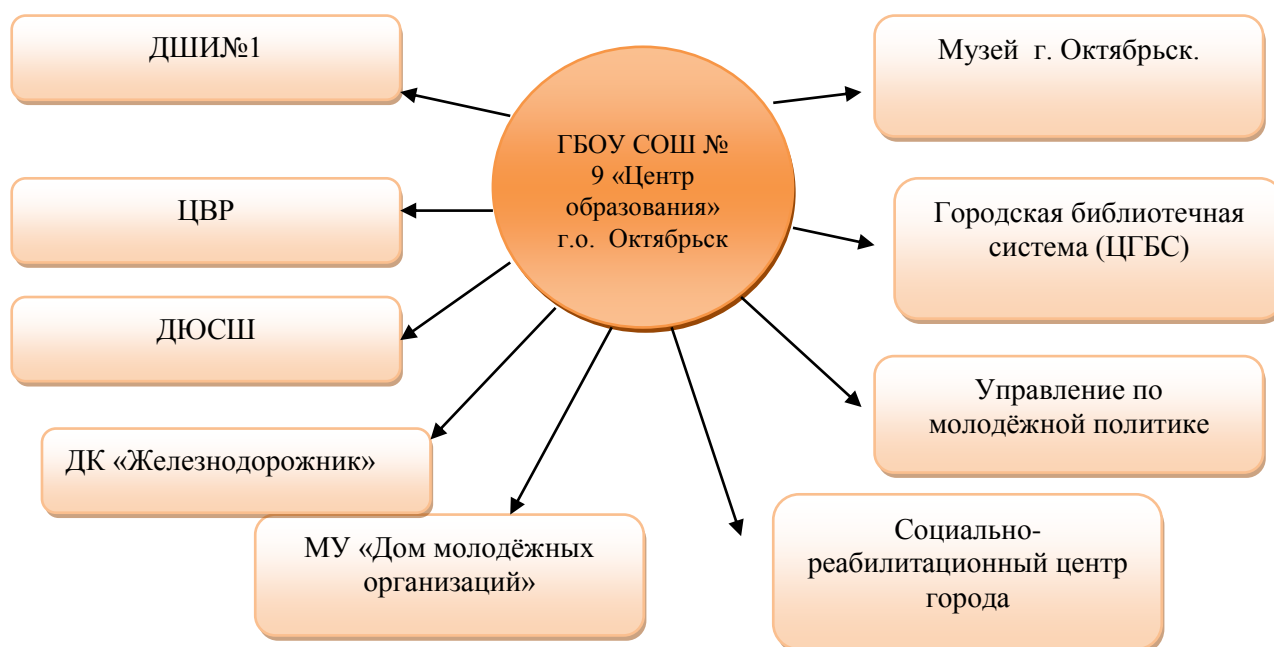 ДШИ№1
Музей г. Октябрьск.
ГБОУ СОШ №
9 «Центр
образования»
г.о. Октябрьск
ЦВР
Городская библиотечная
система (ЦГБС)
ДЮСШ
Управление по
молодёжной политике
ДК «Железнодорожник»
МУ «Дом молодёжных
организаций»
Социально-
реабилитационный центр
города